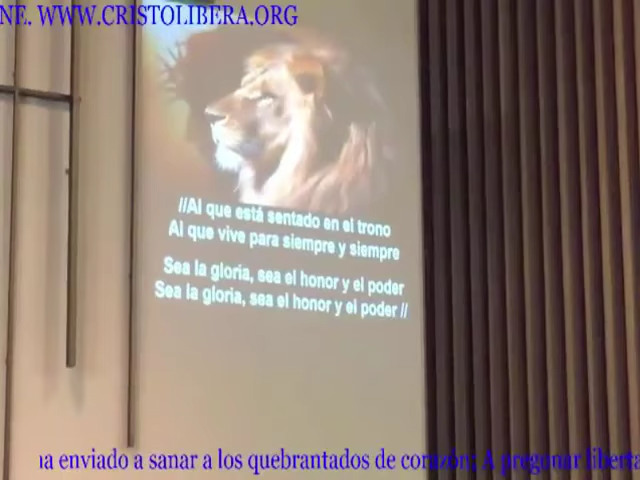 NE. WWW.CRISTOLIBERA.ORG
//Al que está sentado en el trono
Al que vive para siempre y siempre
Sea la gloria, sea el honor y el poder
Sea la gloria, sea el honor y el poder //
enviado a sanar a los quebrantados de corazón; A pregonar liberta